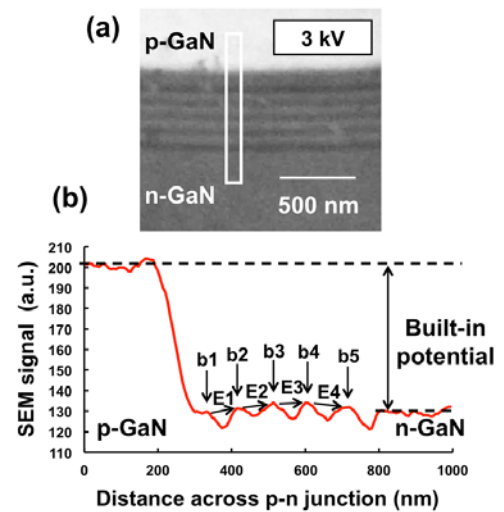 (a)
p-GaN
3 kV
n-GaN
500 nm
(b)
210
200
190
180
170
160
150
140
130
120
110
SEM signal (a.u.)
b1
b2
b3
b4
b5
E1
E2
E3
E4
Built-in
potential
p-GaN
n-GaN
0 200 400 600 800 1000
Distance across p-n junction (nm)